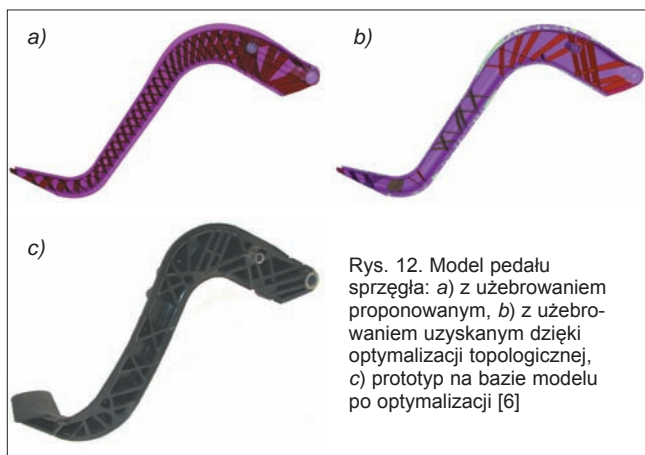 a)
b)
c)
Rys. 12. Model pedału
sprzęgła: a) z użebrowaniem
proponowanym, b) z użebro-
waniem uzyskanym dzięki
optymalizacji topologicznej,
c) prototyp na bazie modelu
po optymalizacji [6]